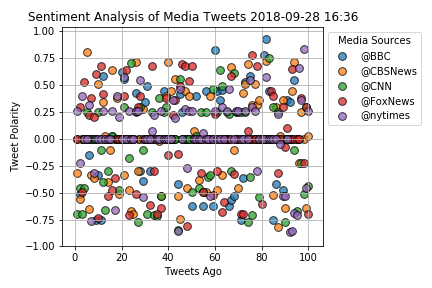 Sentiment Analysis of Media Tweets 2018-09-28 16:36
1.00
0.75
0.50
0.25
0.00
−0.25
−0.50
−0.75
−1.00
Tweet Polarity
0 20 40 60 80 100
Tweets Ago
Media Sources
@BBC
@CBSNews
@CNN
@FoxNews
@nytimes